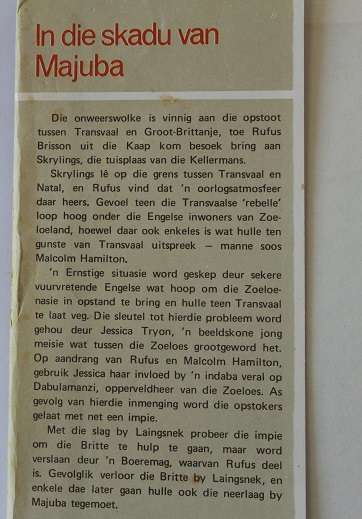 In die skadu van
Majuba
Die onweerswolke is vinnig aan die opstoot
tussen Transvaal en Groot-Brittanje, toe Rufus
Brisson uit die Kaap kom besoek bring aan
Skrylings, die tuisplaas van die Kellermans.
Skrylings lê op die grens tussen Transvaal en
Natal, en Rufus vind dat 'n oorlogsatmosfeer
daar heers. Gevoel teen die Transvaalse 'rebelle'
loop hoog onder die Engelse inwoners van Zoe-
loeland, hoewel daar ook enkeles is wat hulle ten
gunste van Transvaal uitspreek — manne soos
Malcolm Hamilton.
'n Ernstige situasie word geskep deur sekere
vuurvretende Engelse wat hoop om die Zoeloe-
nasie in opstand te bring en hulle teen Transvaal
te laat veg. Die sleutel tot hierdie probleem word
gehou deur Jessica Tryon, 'n beeldskone jong
meisie wat tussen die Zoeloes grootgeword het.
Op aandrang van Rufus en Malcolm Hamilton,
gebruik Jessica haar invloed by 'n indaba veral op
Dabulamanzi, opperveldheer van die Zoeloes. As
gevolg van hierdie inmenging word die opstokers
gelaat met net een impie.
Met die slag by Laingsnek probeer die impie
om die Britte te hulp te gaan, maar word
verslaan deur 'n Boeremag, waarvan Rufus deel
is. Gevolglik verloor die Britte by Laingsnek, en
enkele dae later gaan hulle ook die neerlaag by
Majuba tegemoet.